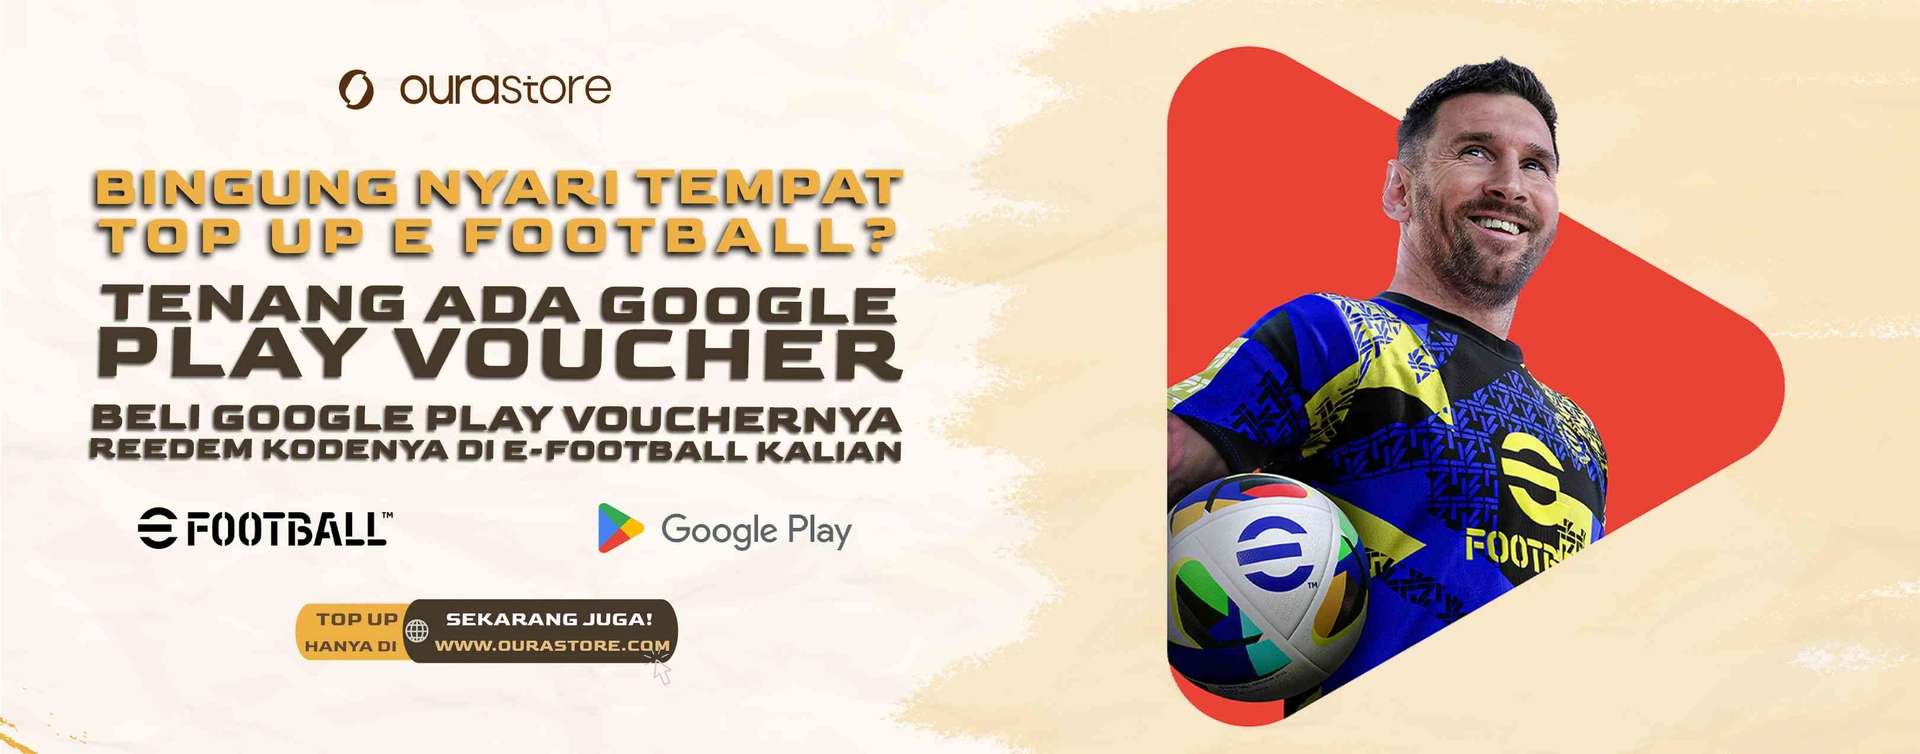 ourastore
BINGUNG NYARI TEMPAT
TOP UP E FOOTBALL?
TENANG ADA GOOGLE
PLAY VOUCHER
BELI GOOGLE PLAY VOUCHERNYA
REEDEM KODENYA DI E-FOOTBALL KALIAN
FOOTBALL™
Google Play
TOP UP
HANYA DI
SEKARANG JUGA!
WWW.OURASTORE.COM
FOOTB
TM